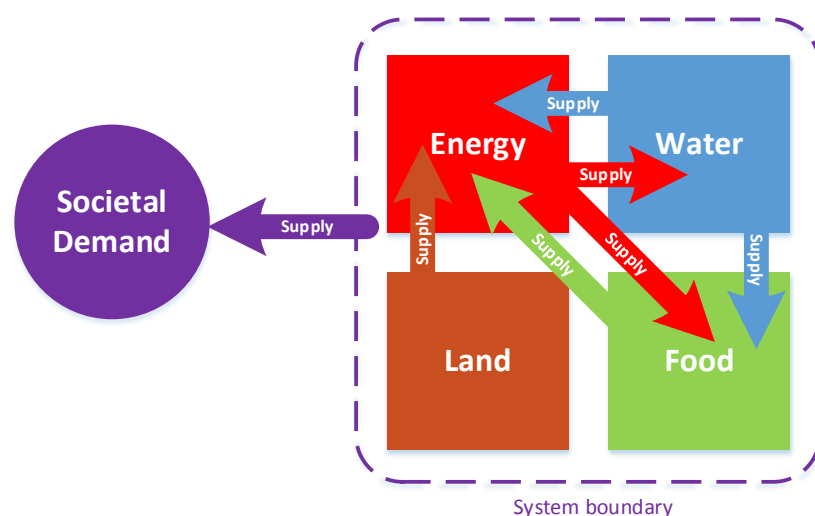 Supply
Energy
Water
Supply
Societal
Demand
Supply
Supply
Supply
Supply
Supply
Land
Food
System boundary